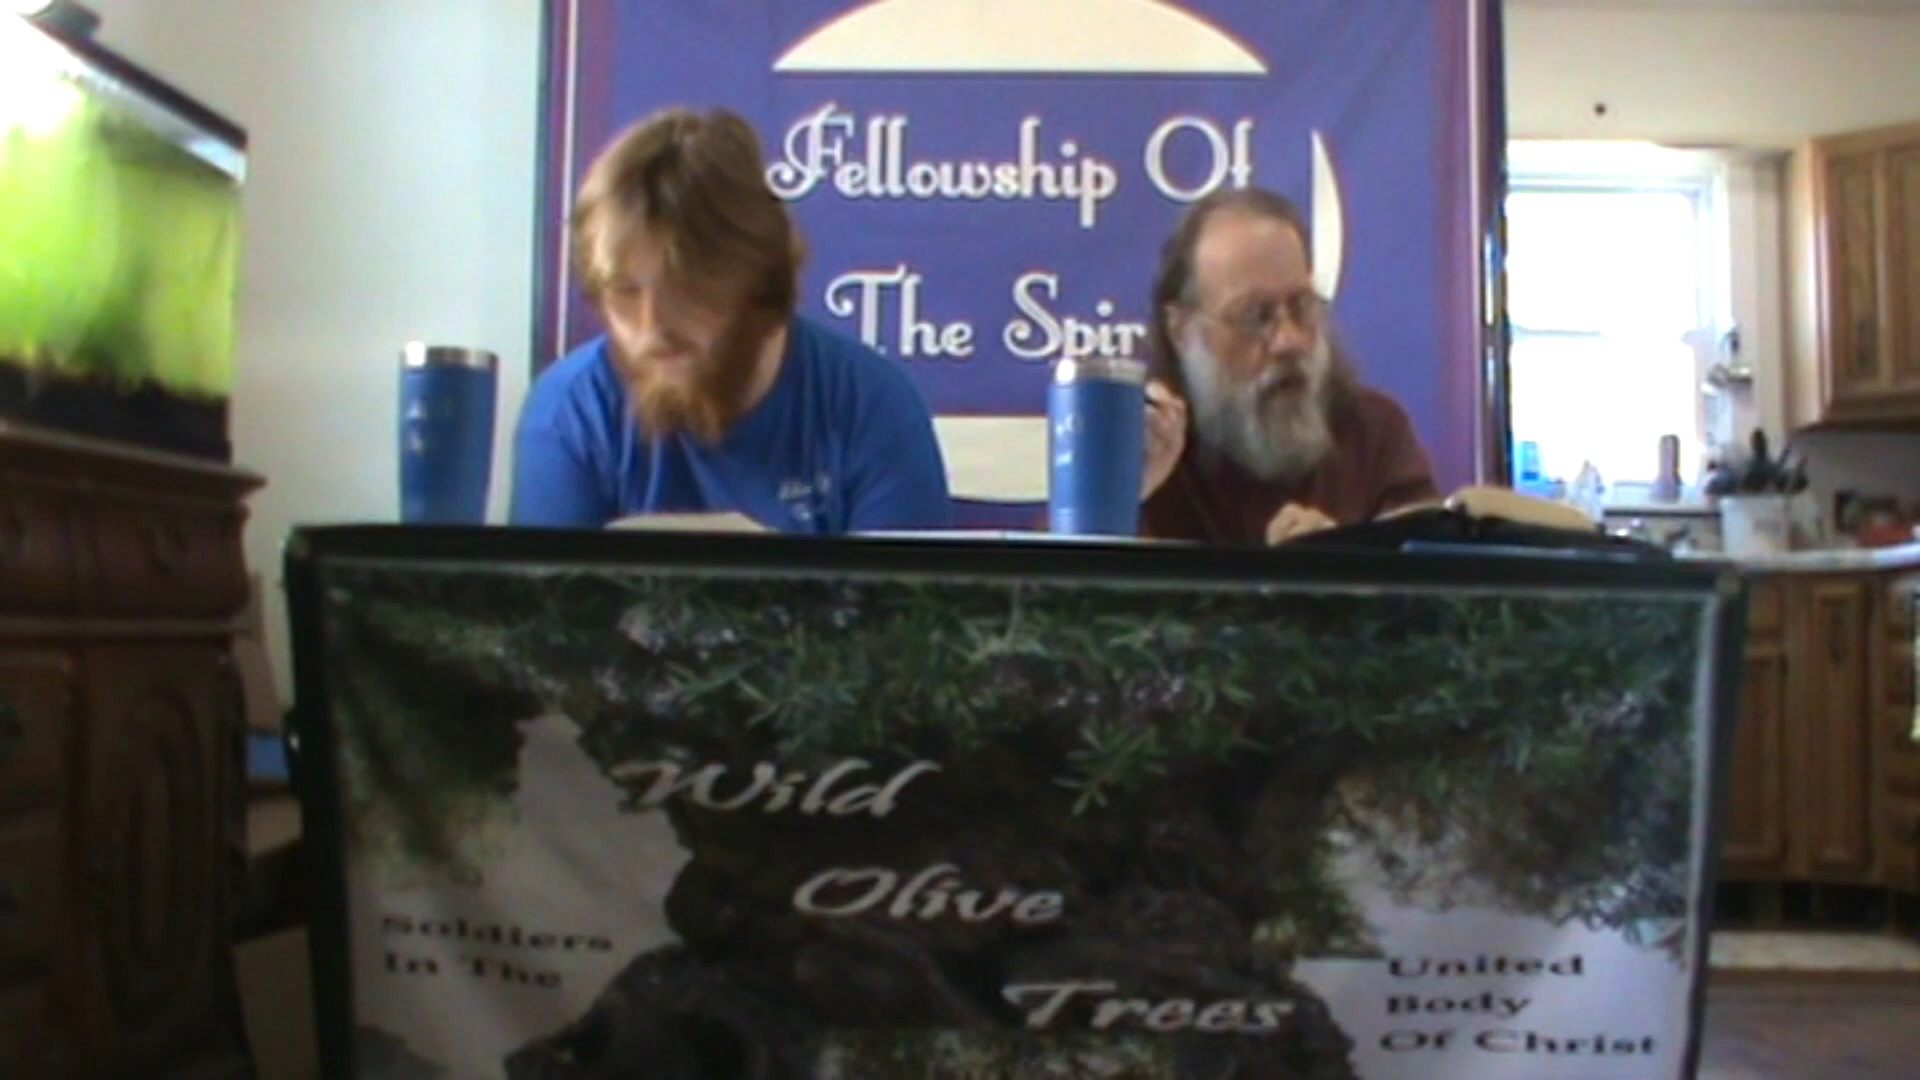 Fellowship Of
The Spir
Wild
Olive
Trees
Soldiers
In The
United
Body
Of Christ